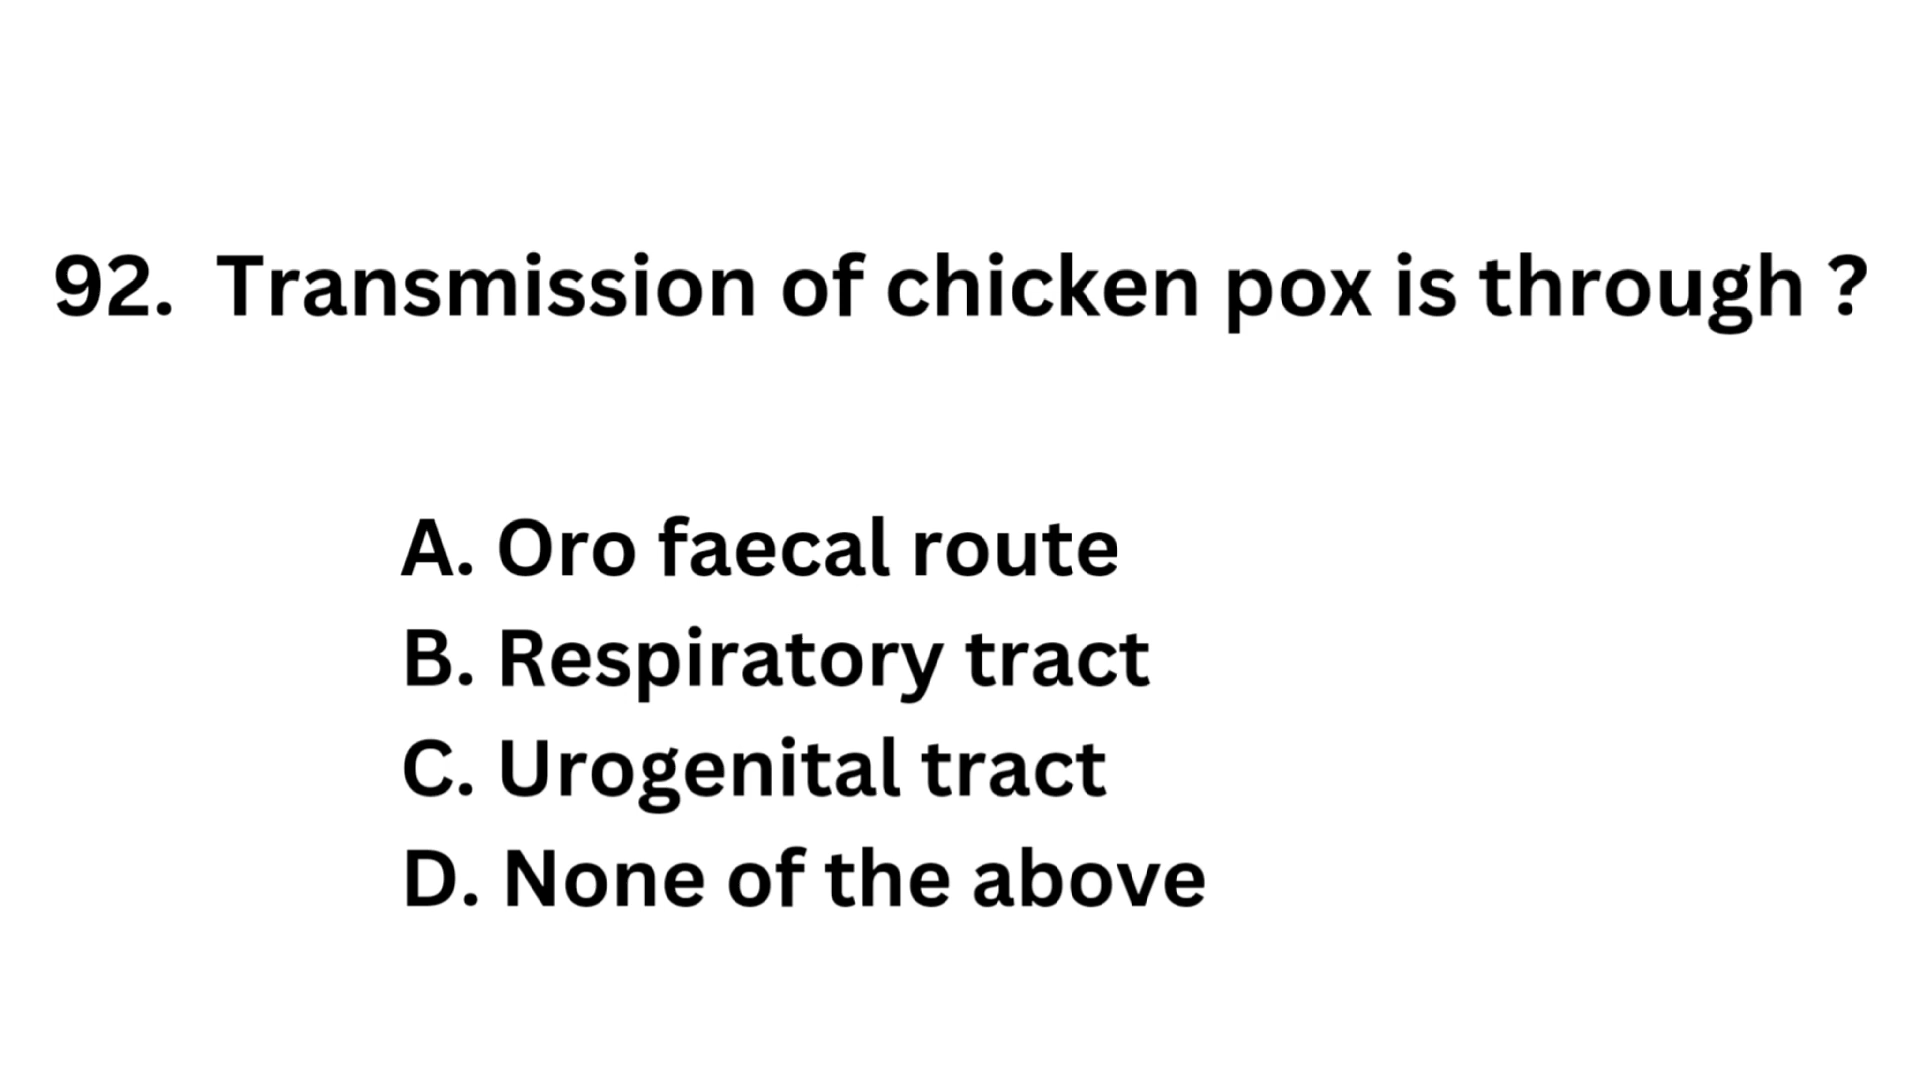 92. Transmission of chicken pox is through ?
A. Oro faecal route
B. Respiratory tract
C. Urogenital tract
D. None of the above